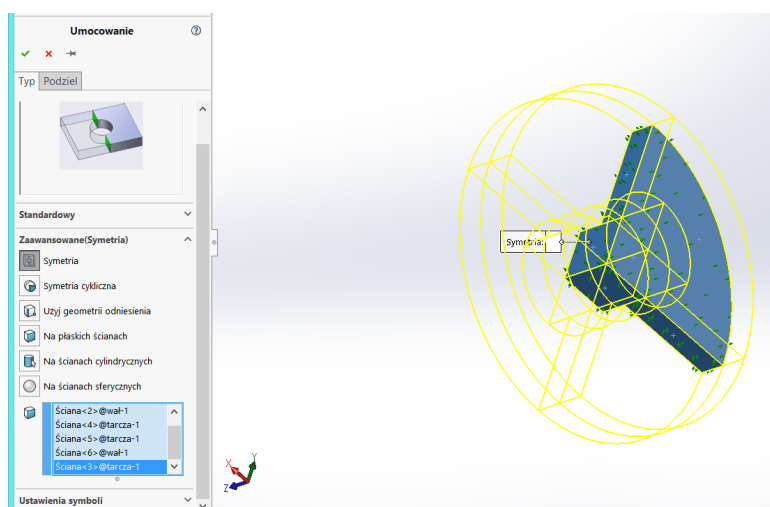 Umocowanie
Typ Podziel
Standardowy
Zaawansowane(Symetria)
Symetria
Symetria cykliczna
Użyj geometrii odniesienia
Na płaskich ścianach
Na ścianach cylindrycznych
Na ścianach sferycznych
Ściana<2>@wał-1
Ściana<4>@tarcza-1
Ściana<5>@tarcza-1
Ściana<6>@wał-1
Ściana<3>@tarcza-1
Ustawienia symboli
Symetria:
X
Y
Z